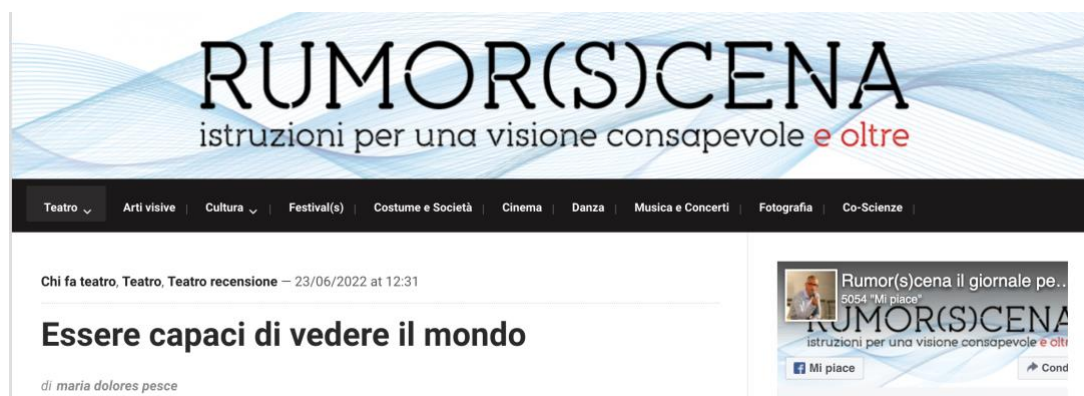 RUMOR(S)CENA
istruzioni per una visione consapevole e oltre
Teatro Arti visive Cultura Festival(s) Costume e Società Cinema Danza Musica e Concerti Fotografia Co-Scienze
Chi fa teatro, Teatro, Teatro recensione — 23/06/2022 at 12:31
Essere capaci di vedere il mondo
di maria dolores pesce
Rumor(s)cena il giornale pe...
5054 "Mi piace"
RUMOR(S)CENA
istruzioni per una visione consapevole e oltr
Mi piace
Cond